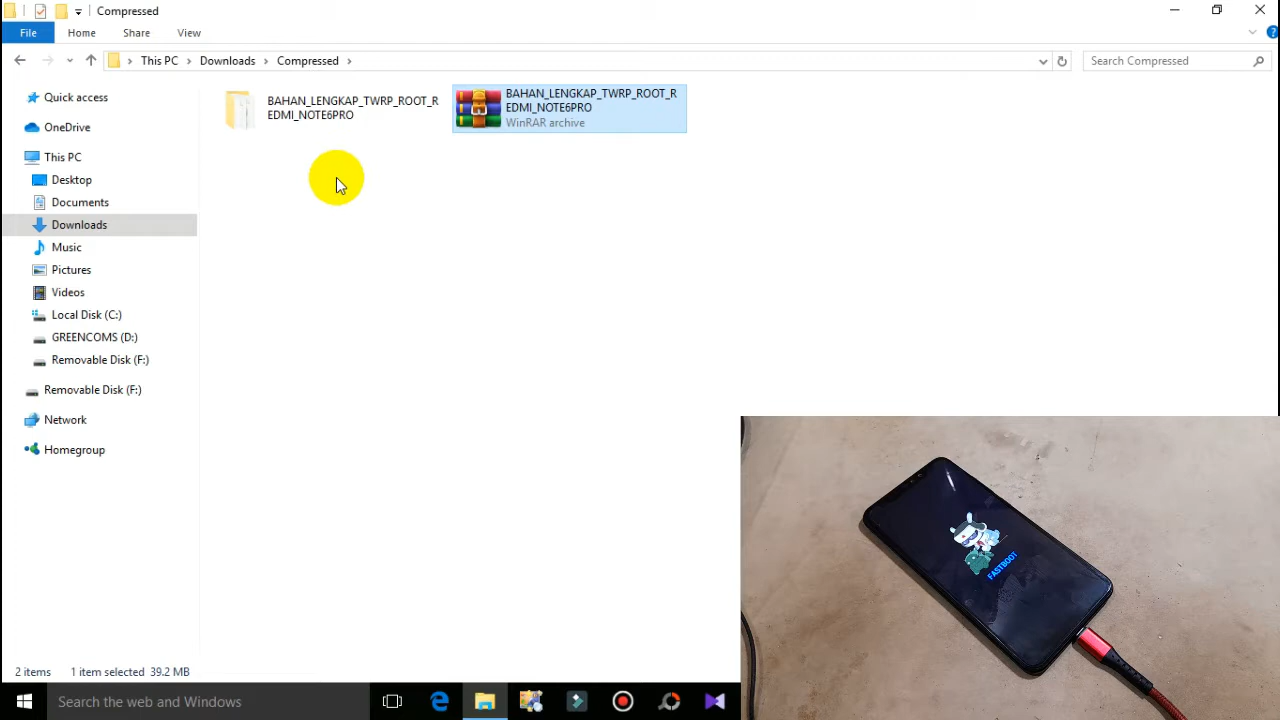 Compressed
File
Home
Share
View
This PC
Downloads
Compressed
Search Compressed
Quick access
OneDrive
This PC
Desktop
Documents
Downloads
Music
Pictures
Videos
Local Disk (C:)
GREENCOMS (D:)
Removable Disk (F:)
Removable Disk (F:)
Network
Homegroup
BAHAN_LENGKAP_TWRP_ROOT_R
EDMI_NOTE6PRO
BAHAN_LENGKAP_TWRP_ROOT_R
EDMI_NOTE6PRO
WinRAR archive
FASTBOOT
2 items 1 item selected 39.2 MB
Search the web and Windows